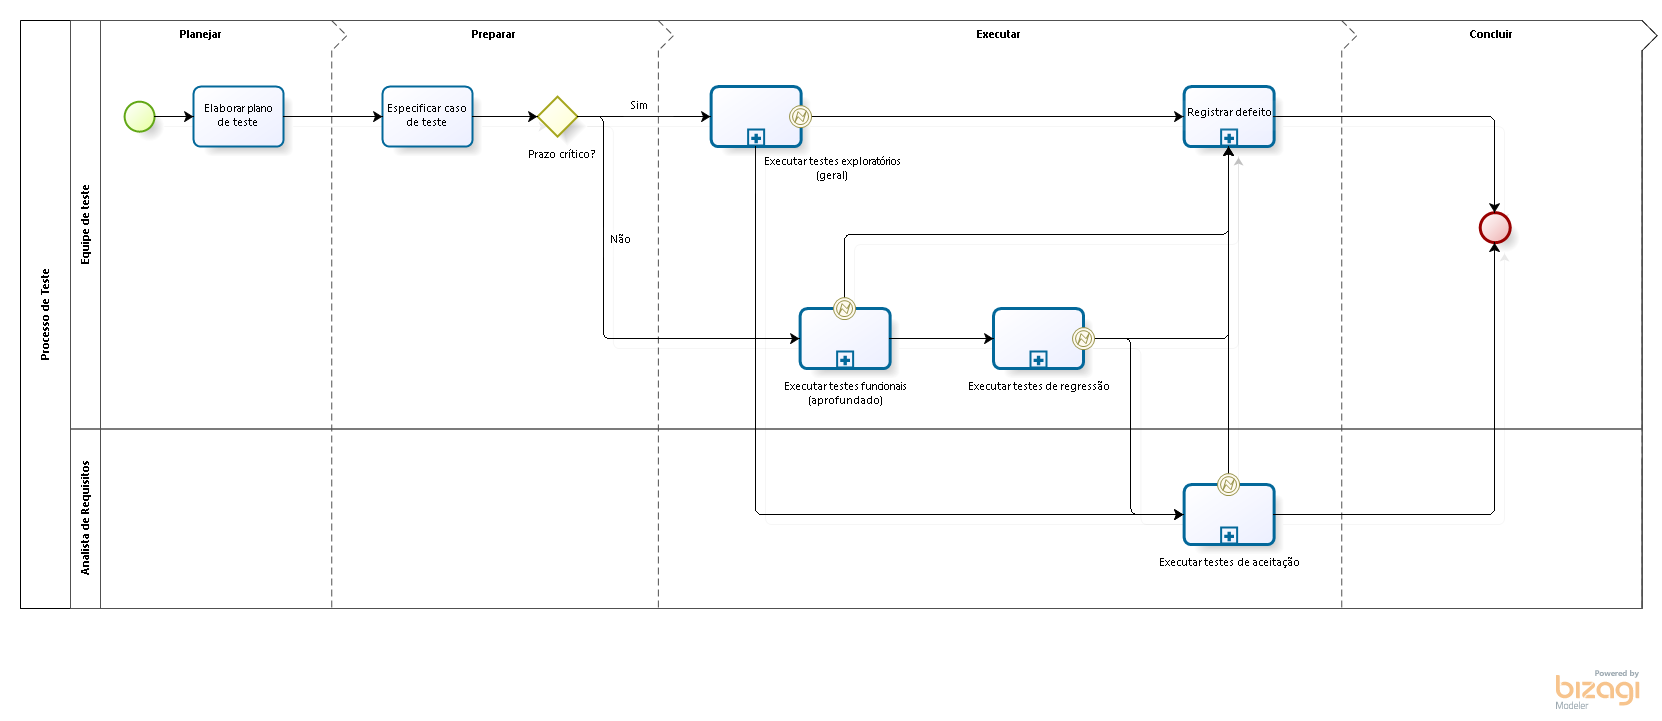 Planejar
Preparar
Executar
Concluir
Processo de Teste
Equipe de teste
Analista de Requisitos
Elaborar plano
de teste
Especificar caso
de teste
Prazo crítico?
Sim
Não
Executar testes exploratórios
(geral)
Registrar defeito
Executar testes funcionais
(aprofundado)
Executar testes de regressão
Executar testes de aceitação
Powered by
bizagi
Modeler